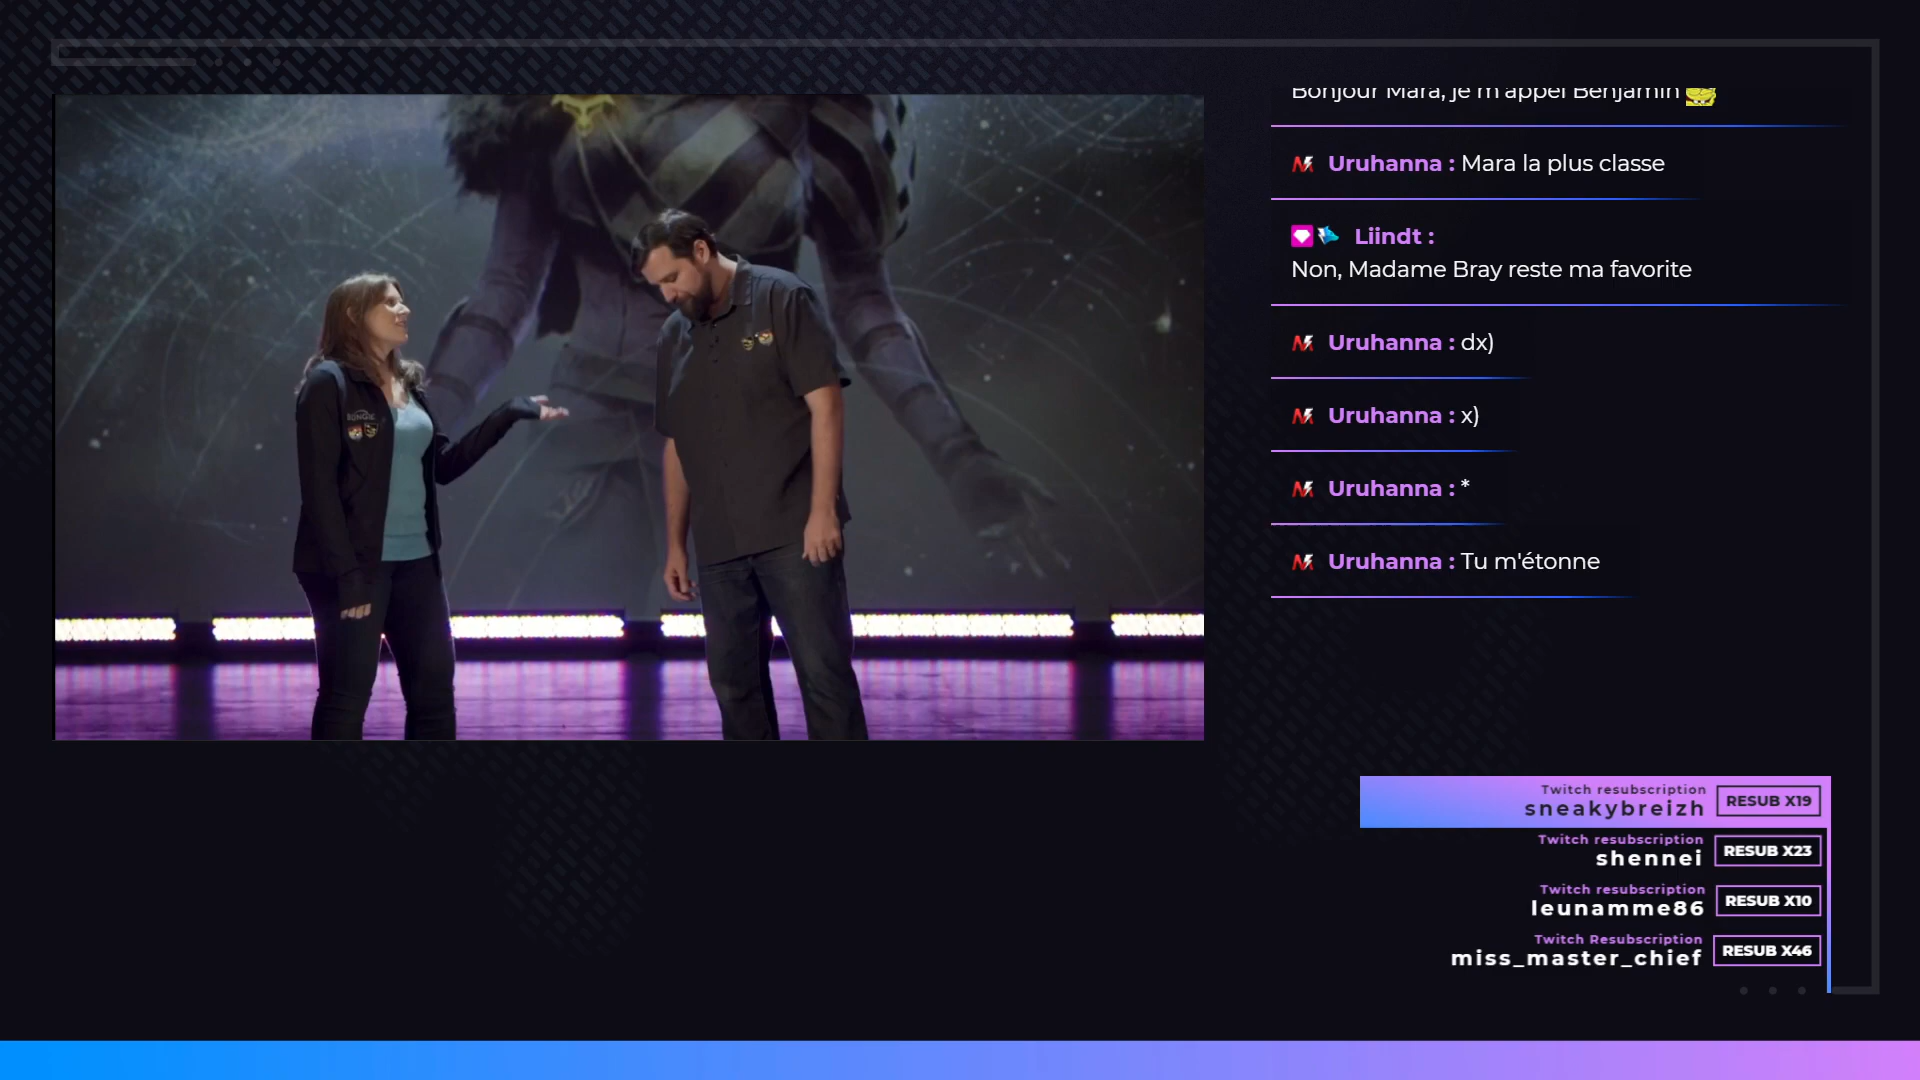 Bonjour Mara, je m'appel Benjamin
Uruhanna : Mara la plus classe
Liindt :
Non, Madame Bray reste ma favorite
Uruhanna : dx)
Uruhanna : x)
Uruhanna : *
Uruhanna : Tu m'étonne
BUNGIE
Twitch resubscription
sneakybreizh
RESUB X19
Twitch resubscription
shennei
RESUB X23
Twitch resubscription
leunamme86
RESUB X10
Twitch Resubscription
miss_master_chief
RESUB X46